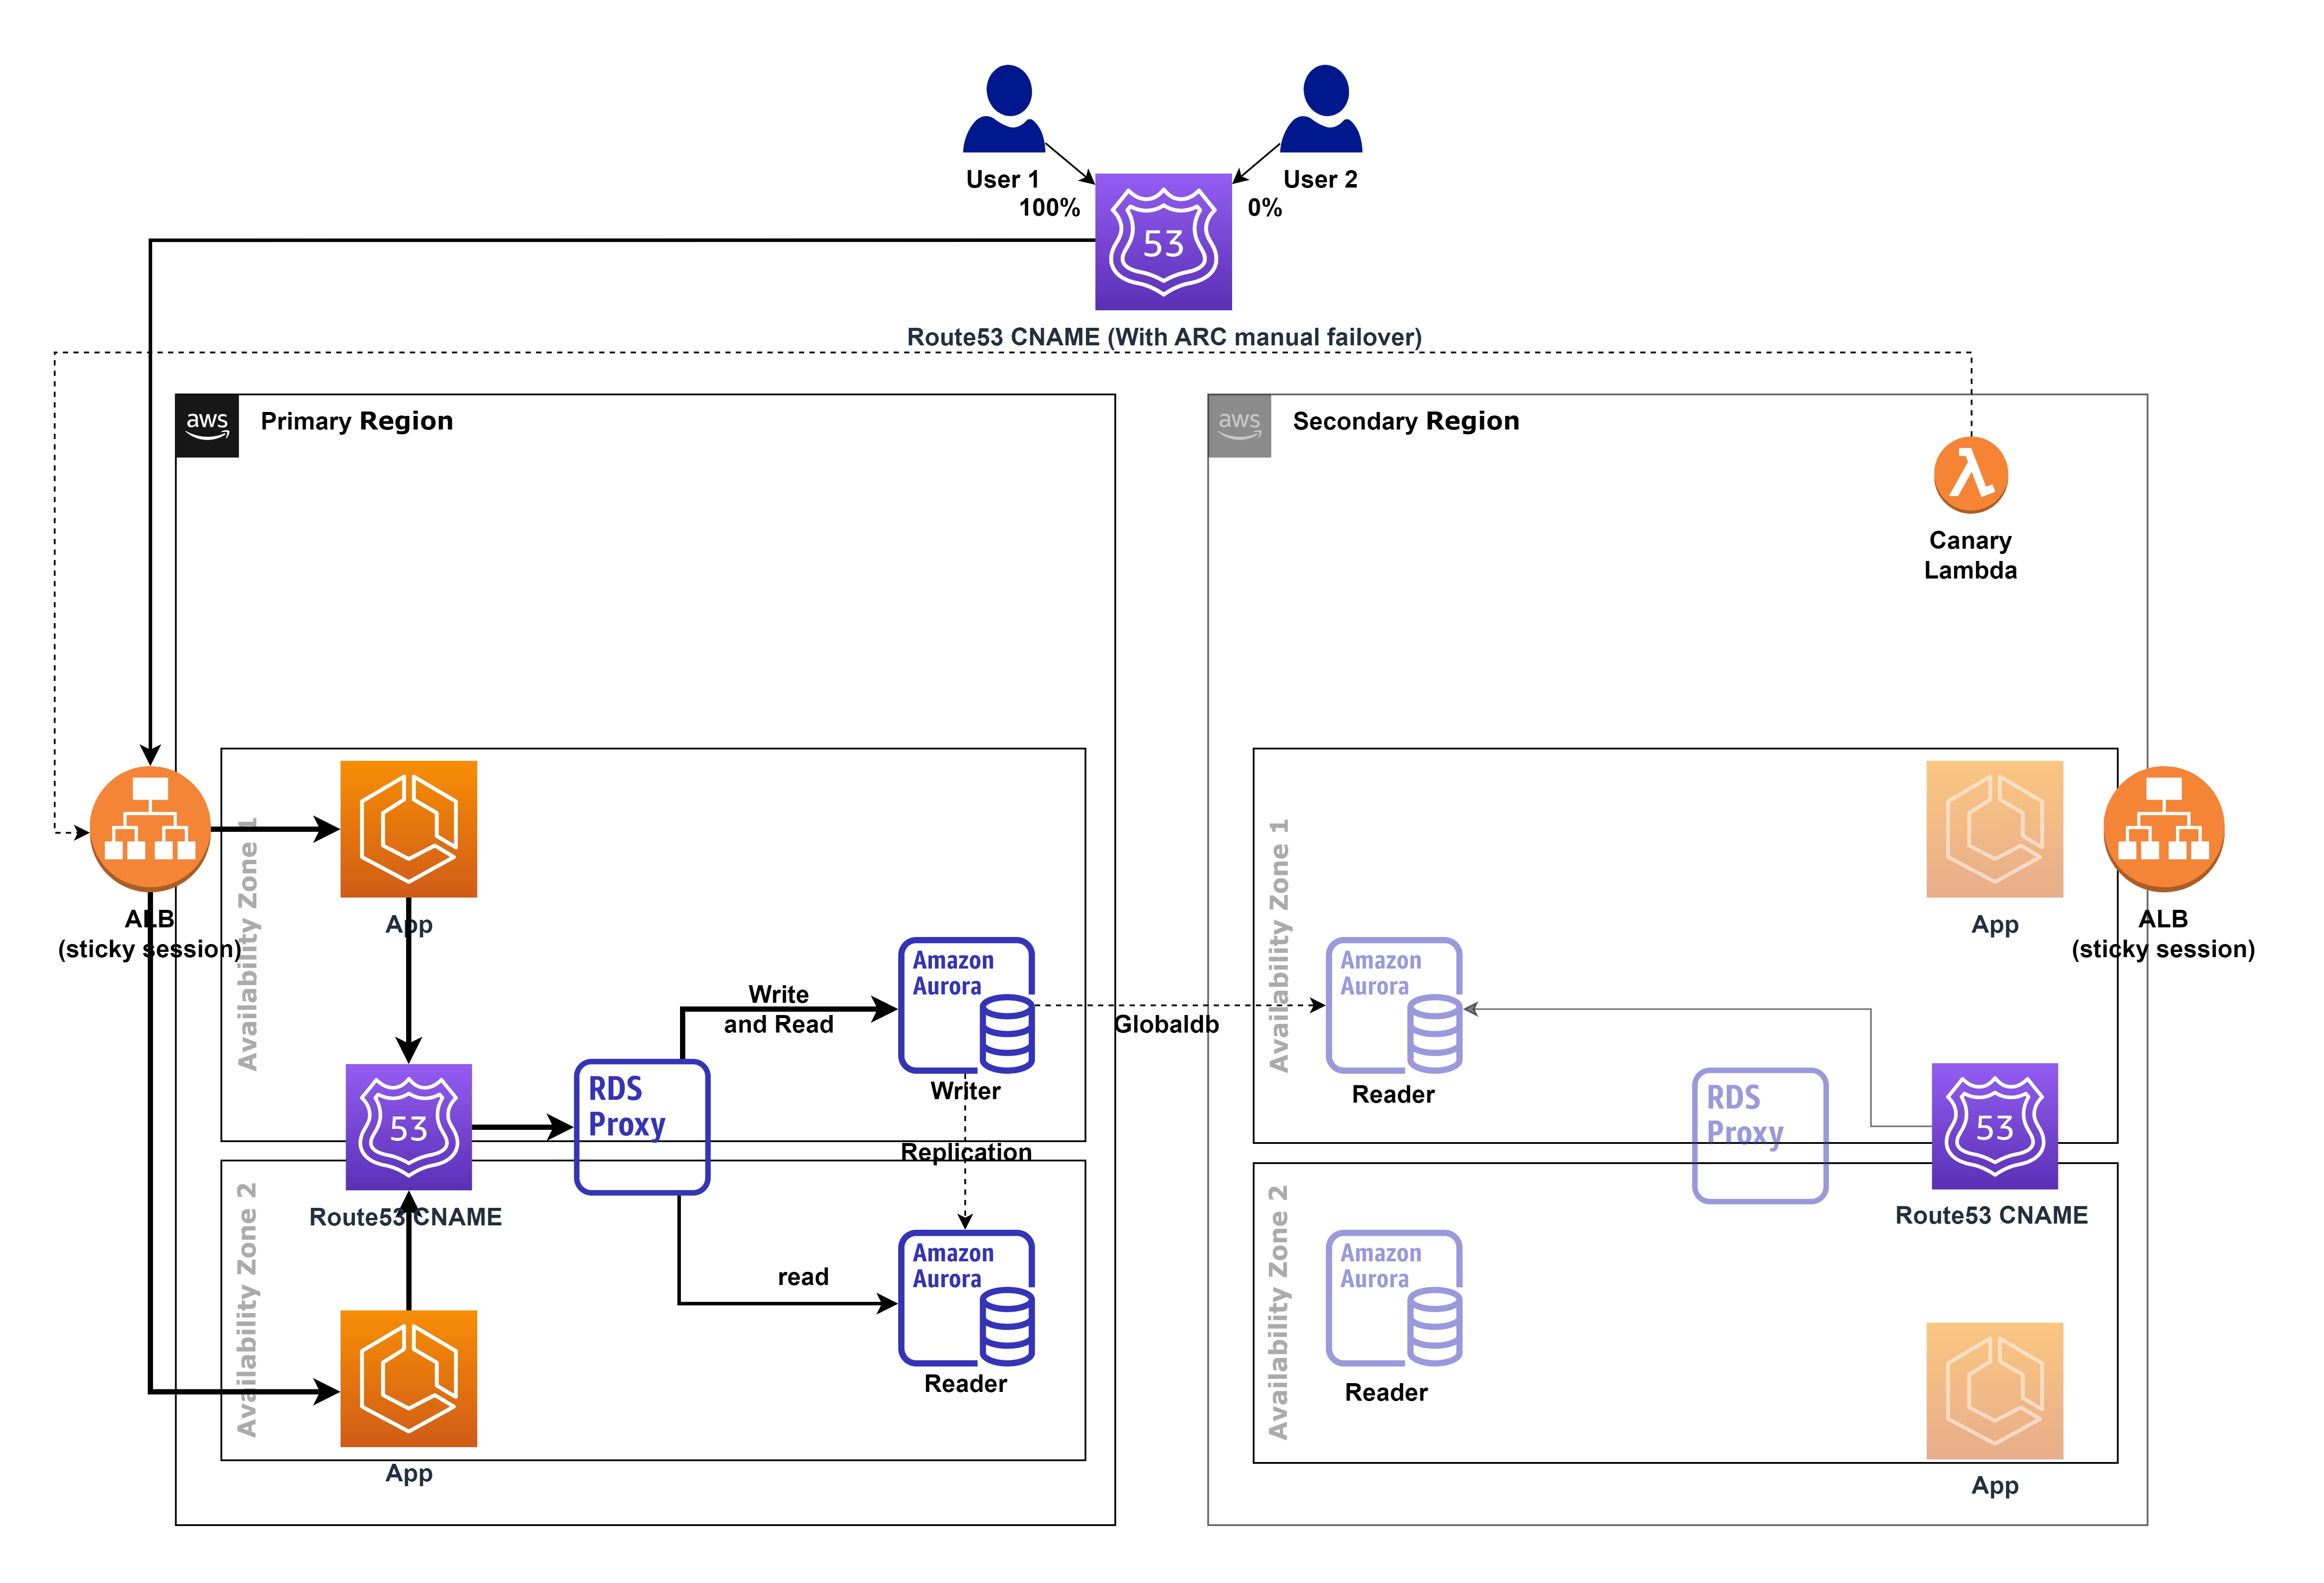 User 1
100%
User 2
0%
53
Route53 CNAME (With ARC manual failover)
aws
Primary Region
aws
Secondary Region
Canary
Lambda
ALB
(sticky session)
Availability Zone 1
App
Write
and Read
Amazon
Aurora
Writer
Globaldb
53
Route53 CNAME
RDS
Proxy
Replication
Availability Zone 2
App
read
Amazon
Aurora
Reader
Availability Zone 1
App
ALB
(sticky session)
Amazon
Aurora
Reader
RDS
Proxy
53
Route53 CNAME
Availability Zone 2
Amazon
Aurora
Reader
App